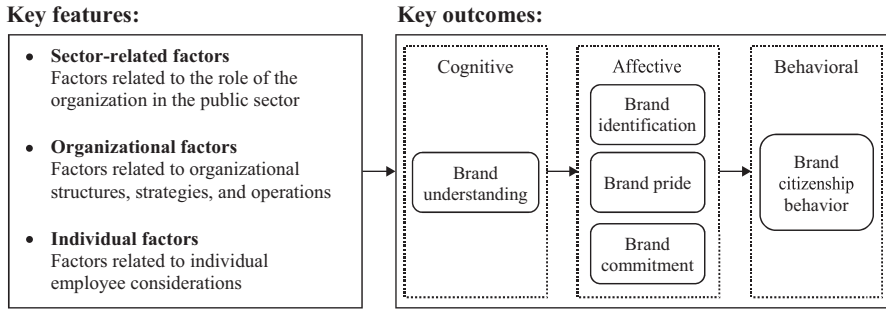 Key features:
• Sector-related factors
Factors related to the role of the
organization in the public sector
• Organizational factors
Factors related to organizational
structures, strategies, and operations
• Individual factors
Factors related to individual
employee considerations
Key outcomes:
Cognitive
Brand
understanding
Affective
Brand
identification
Brand pride
Brand
commitment
Behavioral
Brand
citizenship
behavior